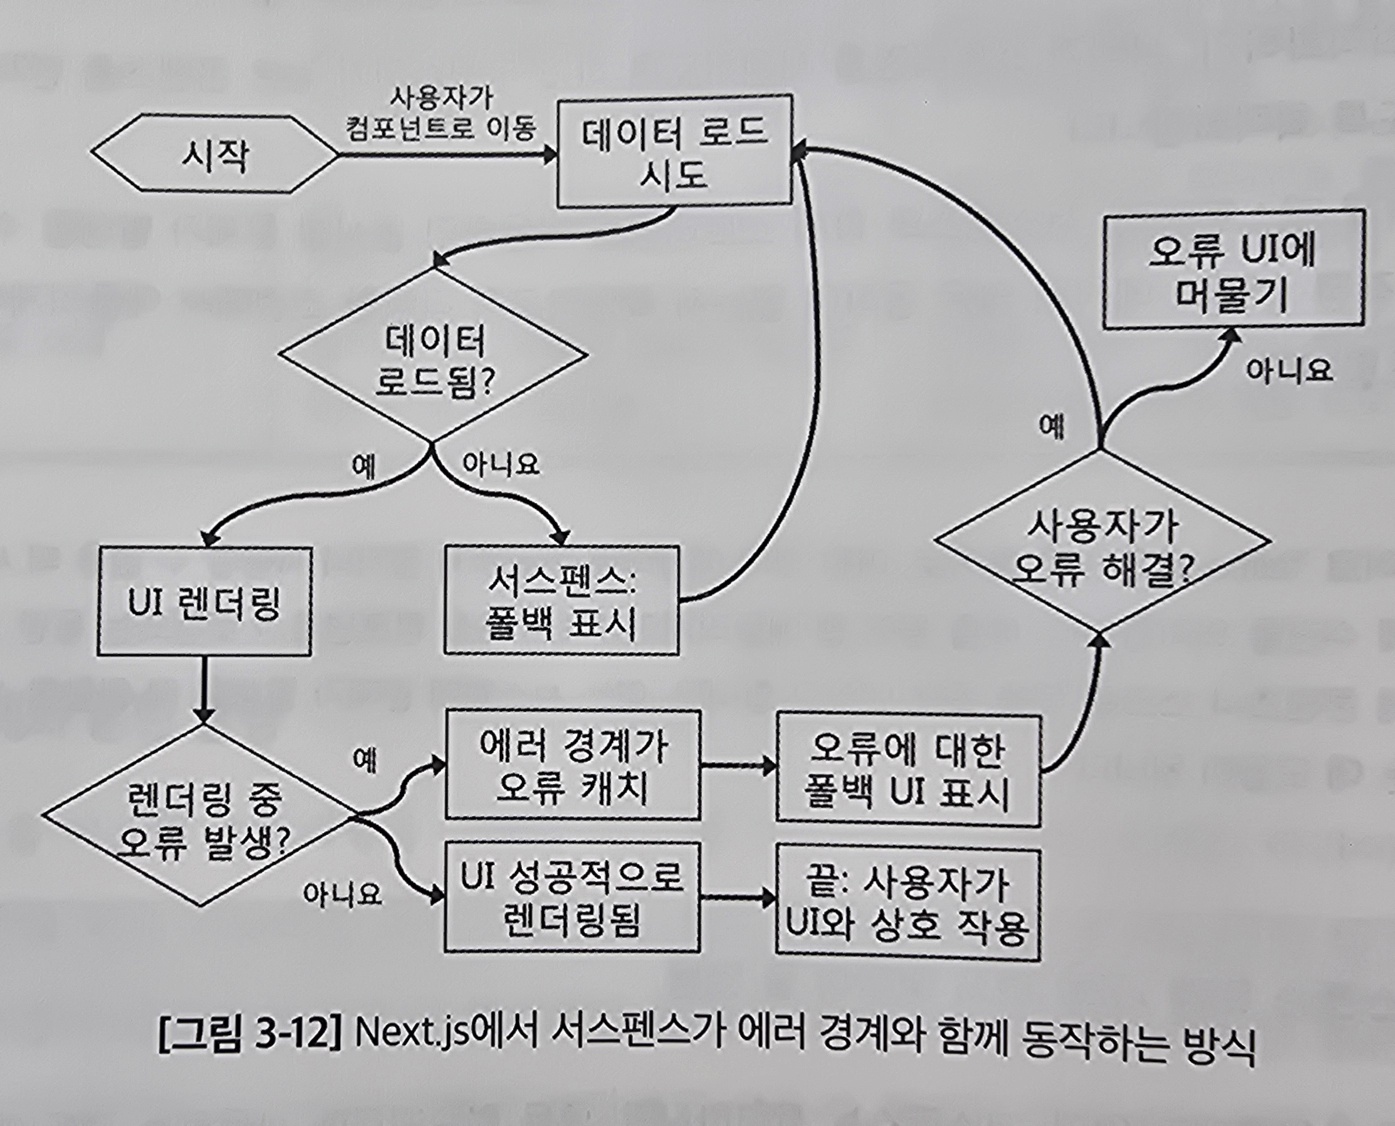 시작
사용자가
컴포넌트로 이동
데이터 로드
시도
데이터
로드됨?
예
아니요
UI 렌더링
서스펜스:
폴백 표시
렌더링 중
오류 발생?
예
아니요
에러 경계가
오류 캐치
오류에 대한
폴백 UI 표시
UI 성공적으로
렌더링됨
끝: 사용자가
UI와 상호 작용
사용자가
오류 해결?
예
아니요
오류 UI에
머물기
[그림 3-12] Next.js에서 서스펜스가 에러 경계와 함께 동작하는 방식